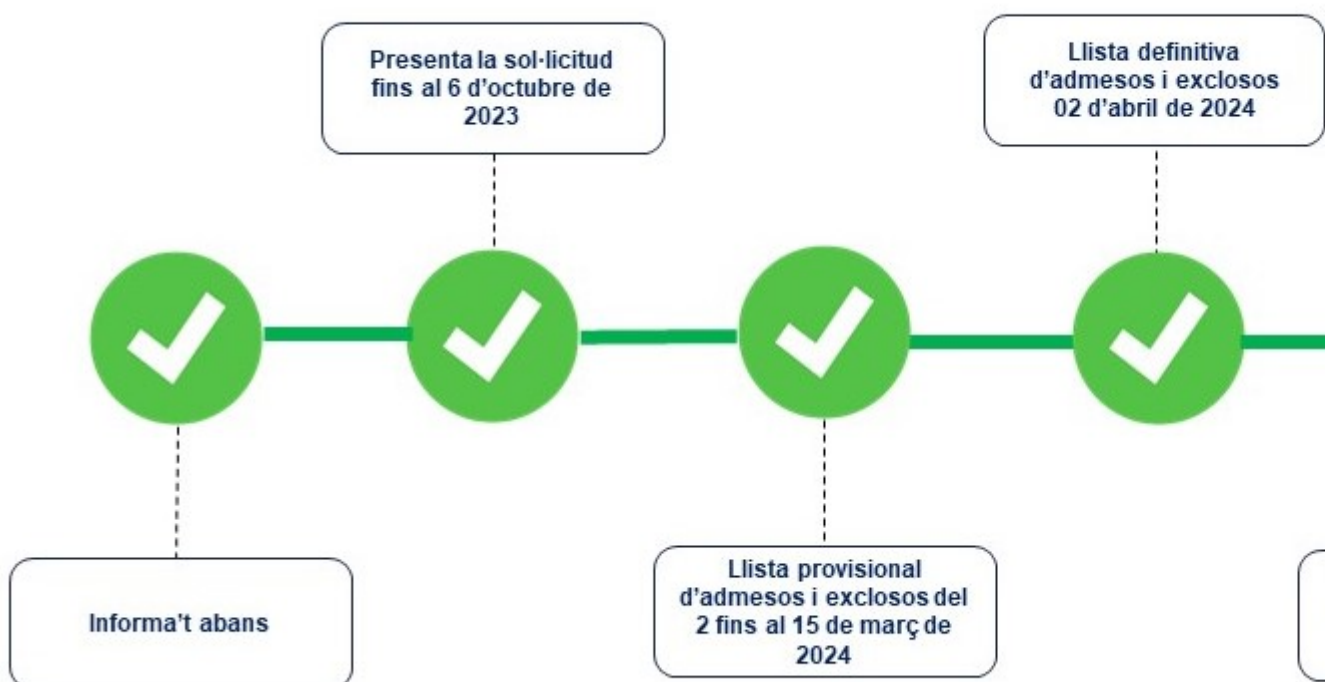 Presenta la sol·licitud
fins al 6 d'octubre de
2023
Llista definitiva
d'admesos i exclosos
02 d'abril de 2024
Informa't abans
Llista provisional
d'admesos i exclosos del
2 fins al 15 de març de
2024